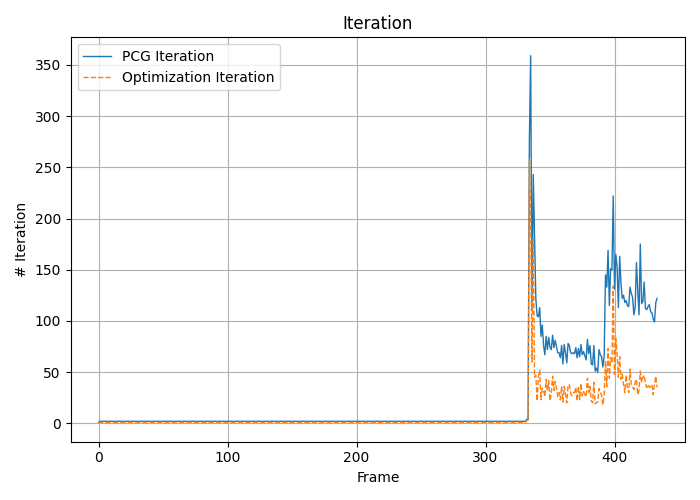 Iteration
PCG Iteration
Optimization Iteration
350
300
250
200
150
100
50
0
# Iteration
0 100 200 300 400
Frame